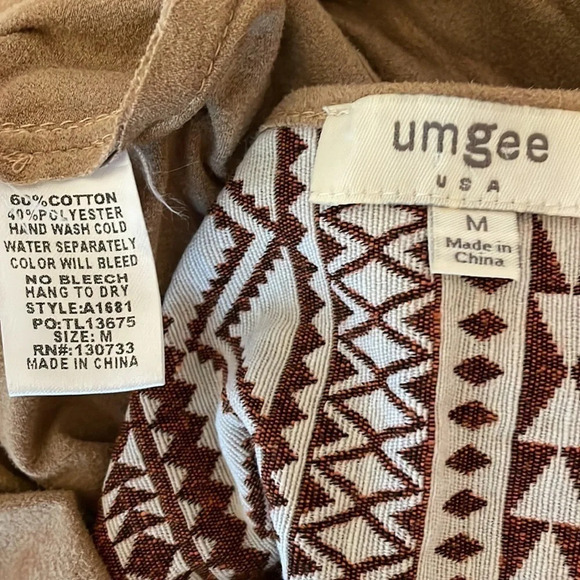 60%COTTON
40%POLYESTER
HAND WASH COLD
WATER SEPARATELY
COLOR WILL BLEED
NO BLEECH
HANG TO DRY
STYLE:A1681
PO:TL13675
SIZE: M
RN#:130733
MADE IN CHINA
umgee
USA
M
Made in
China